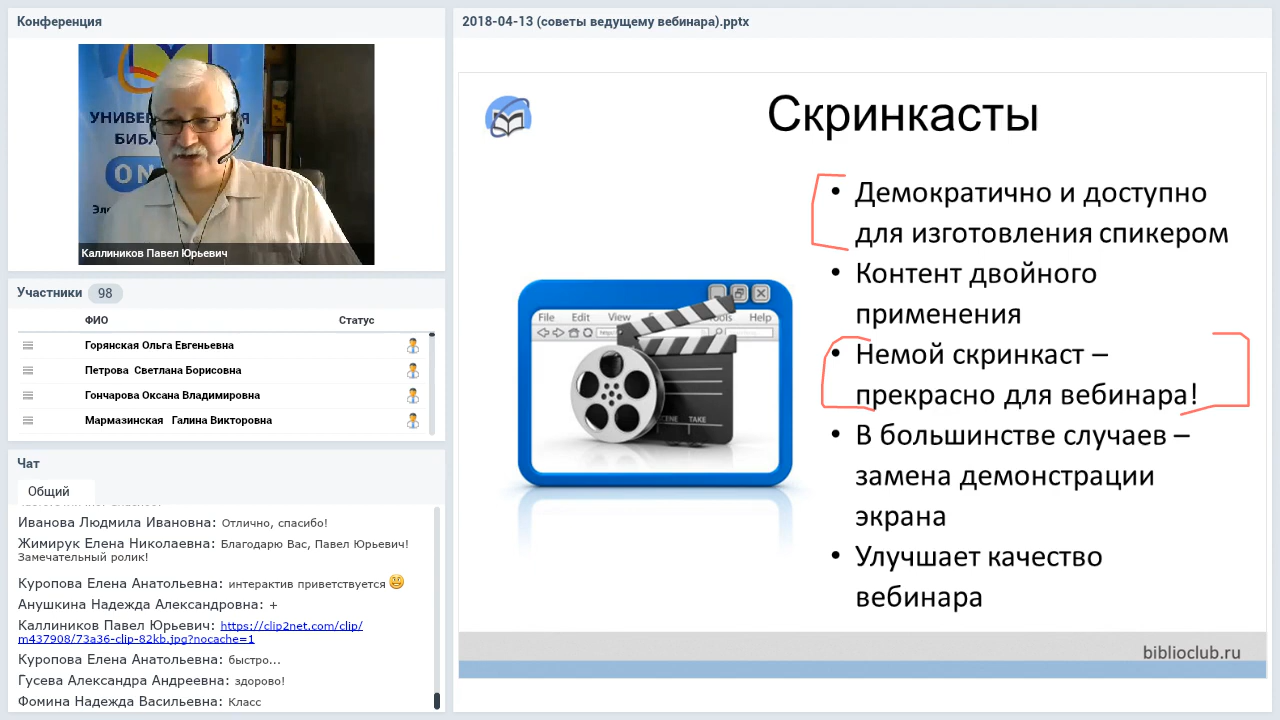 Конференция
УНИВЕ
БИБЛ
ON
Эле
Каллиников Павел Юрьевич
Участники 98
ФИО Статус
Горянская Ольга Евгеньевна
Петрова Светлана Борисовна
Гончарова Оксана Владимировна
Мармазинская Галина Викторовна
Чат
Общий
Иванова Людмила Ивановна: Отлично, спасибо!
Жимирук Елена Николаевна: Благодарю Вас, Павел Юрьевич!
Замечательный ролик!
Куропова Елена Анатольевна: интерактив приветствуется
Анушкина Надежда Александровна: +
Каллиников Павел Юрьевич: https://clip2net.com/clip/
m437908/73a36-clip-82kb.jpg?nocache=1
Куропова Елена Анатольевна: быстро...
Гусева Александра Андреевна: здорово!
Фомина Надежда Васильевна: Класс
2018-04-13 (советы ведущему вебинара).pptx
Скринкасты
• Демократично и доступно
для изготовления спикером
• Контент двойного
применения
• Немой скринкаст –
прекрасно для вебинара!
• В большинстве случаев –
замена демонстрации
экрана
• Улучшает качество
вебинара
File Edit View Help
TAKE
biblioclub.ru